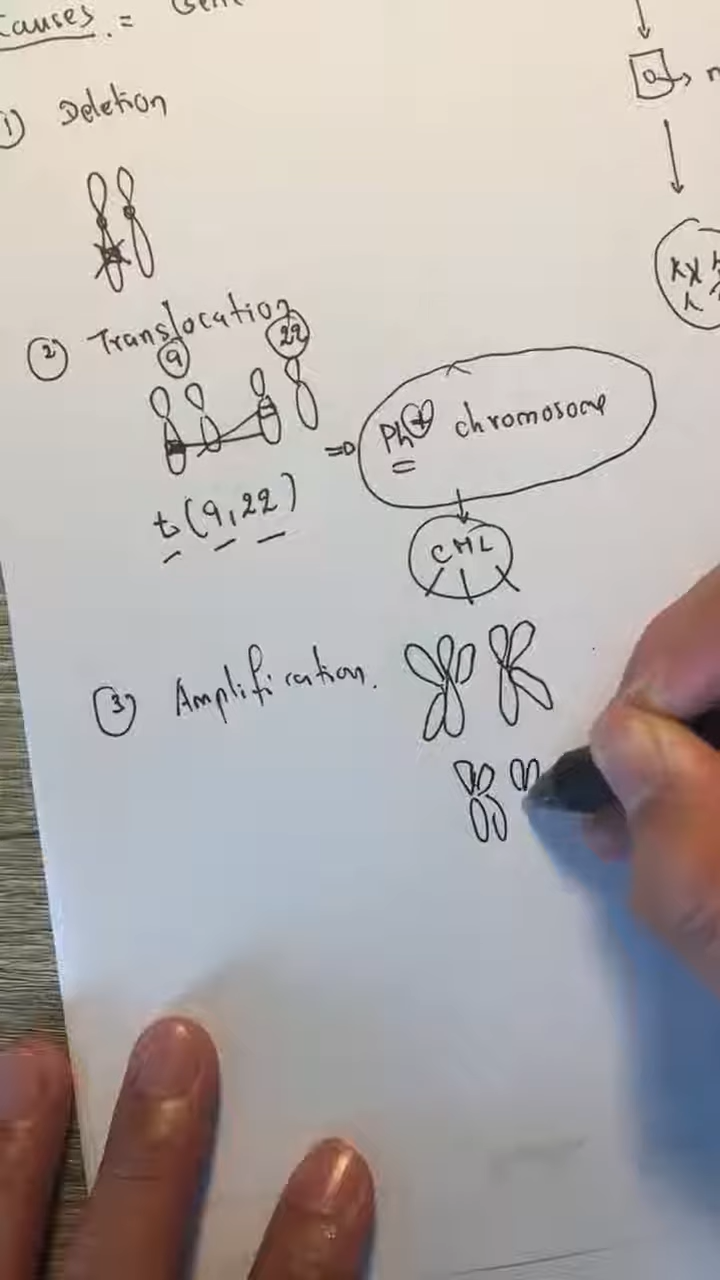 Causes. =
1) Deletion
2) Translocation
9 22
t(9,22)
⇒ Ph+ chromosome
CML
3) Amplification.